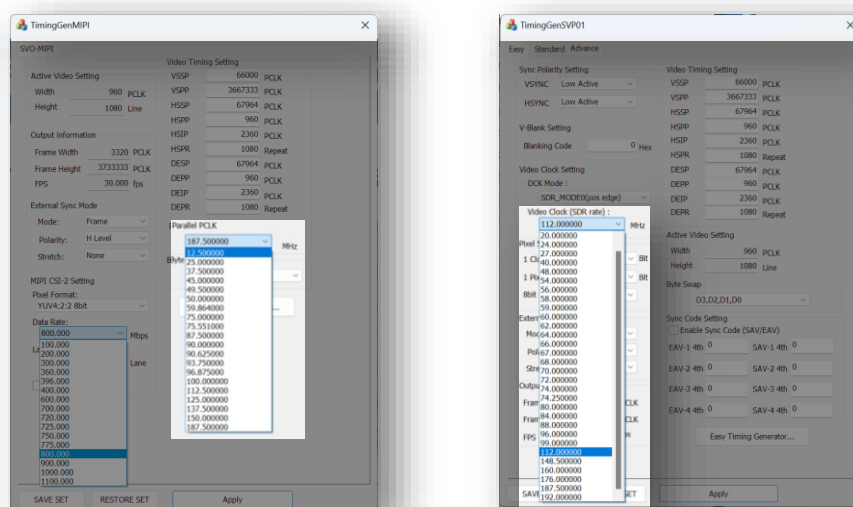 TimingGenMIPI
SVO-MIPI
Active Video Setting
Width 960 PCLK
Height 1080 Line
Output information
Frame Width 3320 PCLK
Frame Height 3733333 PCLK
FPS 30.000 fps
External Sync Mode
Mode: Frame
Polarity: H Level
Stretch: None
MIPI CSI-2 Setting
Pixel Format:
YUV4:2:2 8bit
Data Rate:
800.000 Mbps
100.000
200.000
300.000
360.000
396.000
400.000
600.000
700.000
720.000
725.000
750.000
775.000
800.000
900.000
1000.000
1100.000
Lane
Video Timing Setting
VSSP 66000 PCLK
VSPP 3667333 PCLK
HSSP 67964 PCLK
HSPP 960 PCLK
HSIP 2360 PCLK
HSPR 1080 Repeat
DESP 67964 PCLK
DEPP 960 PCLK
DEIP 2360 PCLK
DEPR 1080 Repeat
Parallel PCLK
187.500000 MHz
12.500000
25.000000
37.500000
45.000000
49.500000
50.000000
59.864000
75.000000
75.551000
87.500000
90.000000
90.625000
93.750000
96.875000
100.000000
112.500000
125.000000
137.500000
150.000000
187.500000
SAVE SET RESTORE SET Apply
TimingGenSVP01
Easy Standard Advance
Sync Polarity Setting
VSYNC Low Active
HSYNC Low Active
V-Blank Setting
Blanking Code 0 Hex
Video Clock Setting
DCK Mode :
SDR_MODE0(pos edge)
Video Clock (SDR rate) :
112.000000 MHz
20.000000
24.000000
27.000000
40.000000
48.000000
54.000000
56.000000
58.000000
59.000000
60.000000
62.000000
64.000000
66.000000
67.000000
68.000000
70.000000
72.000000
74.000000
74.250000
80.000000
84.000000
88.000000
96.000000
99.000000
112.000000
148.500000
160.000000
176.000000
187.500000
192.000000
Bit
Bit
8bit
FPS
Video Timing Setting
VSSP 66000 PCLK
VSPP 3667333 PCLK
HSSP 67964 PCLK
HSPP 960 PCLK
HSIP 2360 PCLK
HSPR 1080 Repeat
DESP 67964 PCLK
DEPP 960 PCLK
DEIP 2360 PCLK
DEPR 1080 Repeat
Active Video Setting
Width 960 PCLK
Height 1080 Line
Byte Swap
D3,D2,D1,D0
Sync Code Setting
Enable Sync Code (SAV/EAV)
EAV-1 4th 0 SAV-1 4th 0
EAV-2 4th 0 SAV-2 4th 0
EAV-3 4th 0 SAV-3 4th 0
EAV-4 4th 0 SAV-4 4th 0
Easy Timing Generator...
Apply